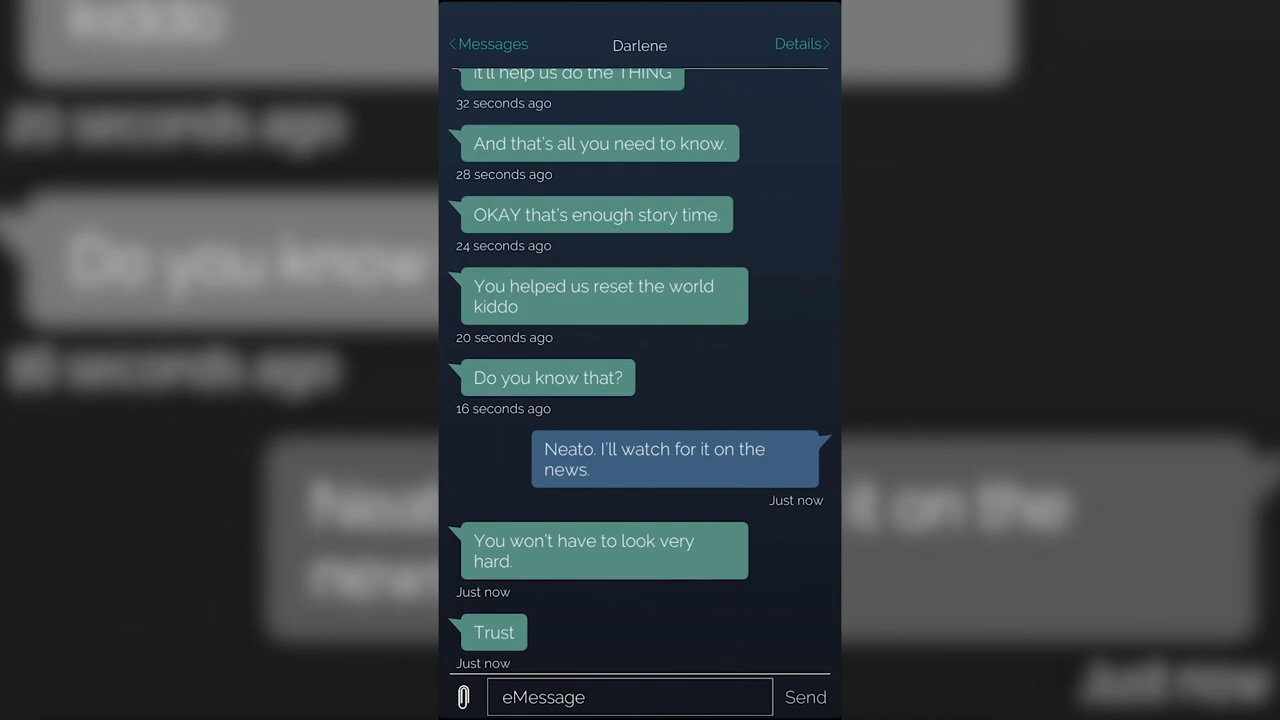 Messages
Darlene
Details
it'll help us do the THING
32 seconds ago
And that's all you need to know.
28 seconds ago
OKAY that's enough story time.
24 seconds ago
You helped us reset the world
kiddo
20 seconds ago
Do you know that?
16 seconds ago
Neato. I'll watch for it on the
news.
Just now
You won't have to look very
hard.
Just now
Trust
Just now
eMessage
Send